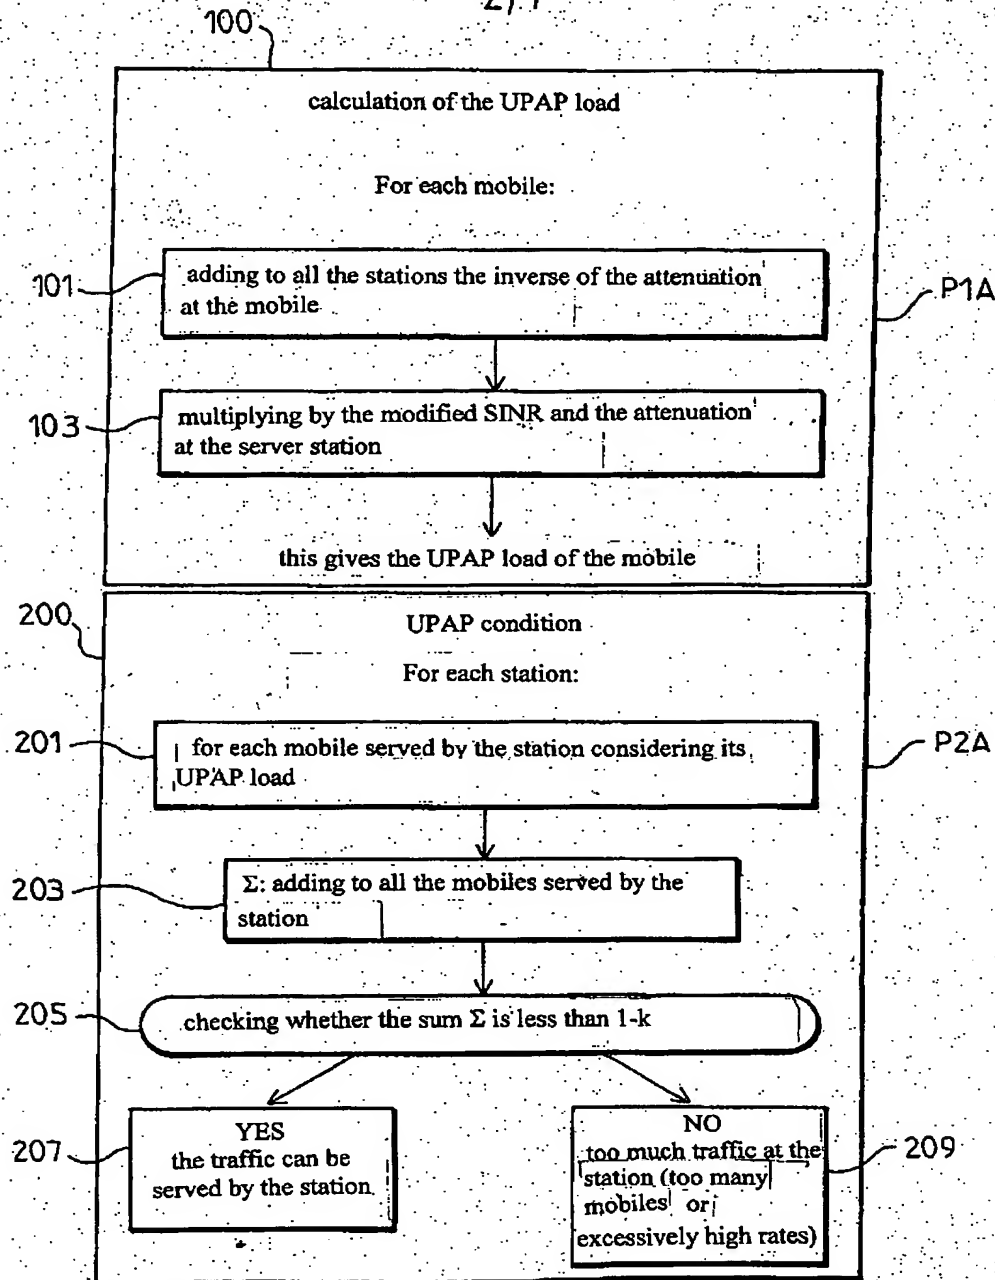 100
calculation of the UPAP load
For each mobile:
101
adding to all the stations the inverse of the attenuation
at the mobile
P1A
103
multiplying by the modified SINR and the attenuation
at the server station
this gives the UPAP load of the mobile
200
UPAP condition
For each station:
201
for each mobile served by the station considering its
UPAP load
P2A
203
Σ: adding to all the mobiles served by the
station
205
checking whether the sum Σ is less than 1-k
207
YES
the traffic can be
served by the station
NO
too much traffic at the
station (too many
mobiles or
excessively high rates)
209